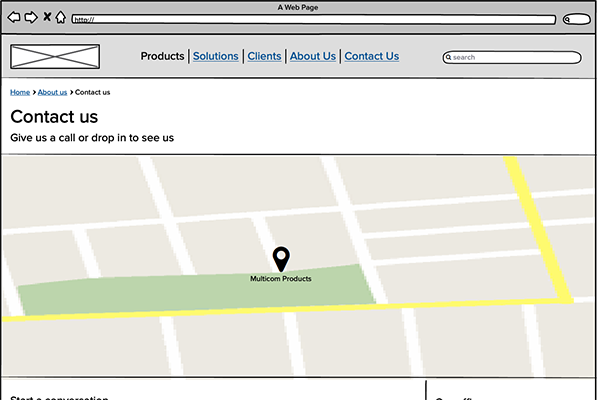 A Web Page
http://
Products | Solutions | Clients | About Us | Contact Us
search
Home > About us > Contact us
Contact us
Give us a call or drop in to see us
Multicom Products
Start a conversation